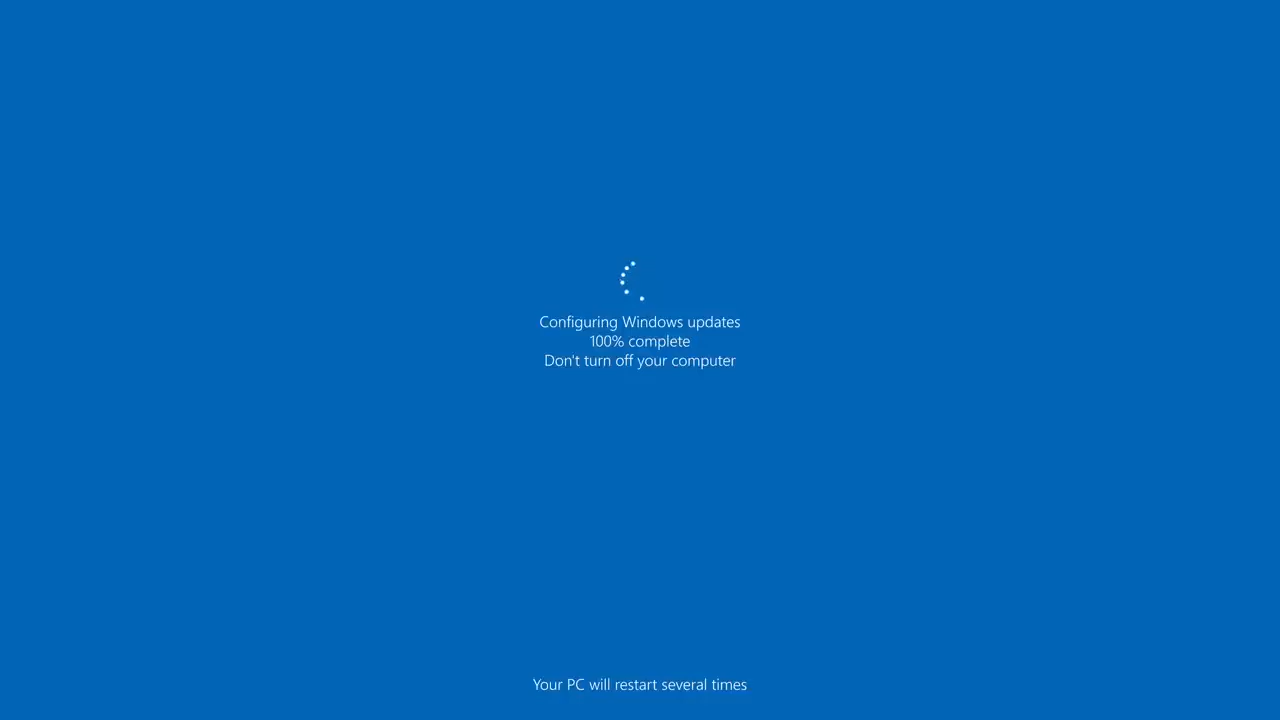 Configuring Windows updates
100% complete
Don't turn off your computer
Your PC will restart several times